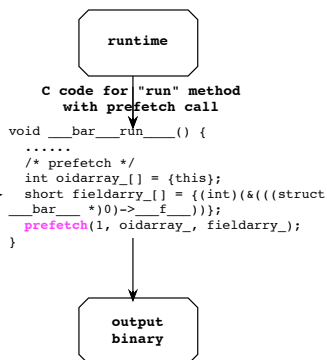 runtime
C code for "run" method
with prefetch call
void ___bar___run____() {
......
/* prefetch */
int oidarray_[] = {this};
short fieldarry_[] = {(int)(&(((struct
___bar___ *)0)->___f___))};
prefetch(1, oidarray_, fieldarry_);
}
output
binary